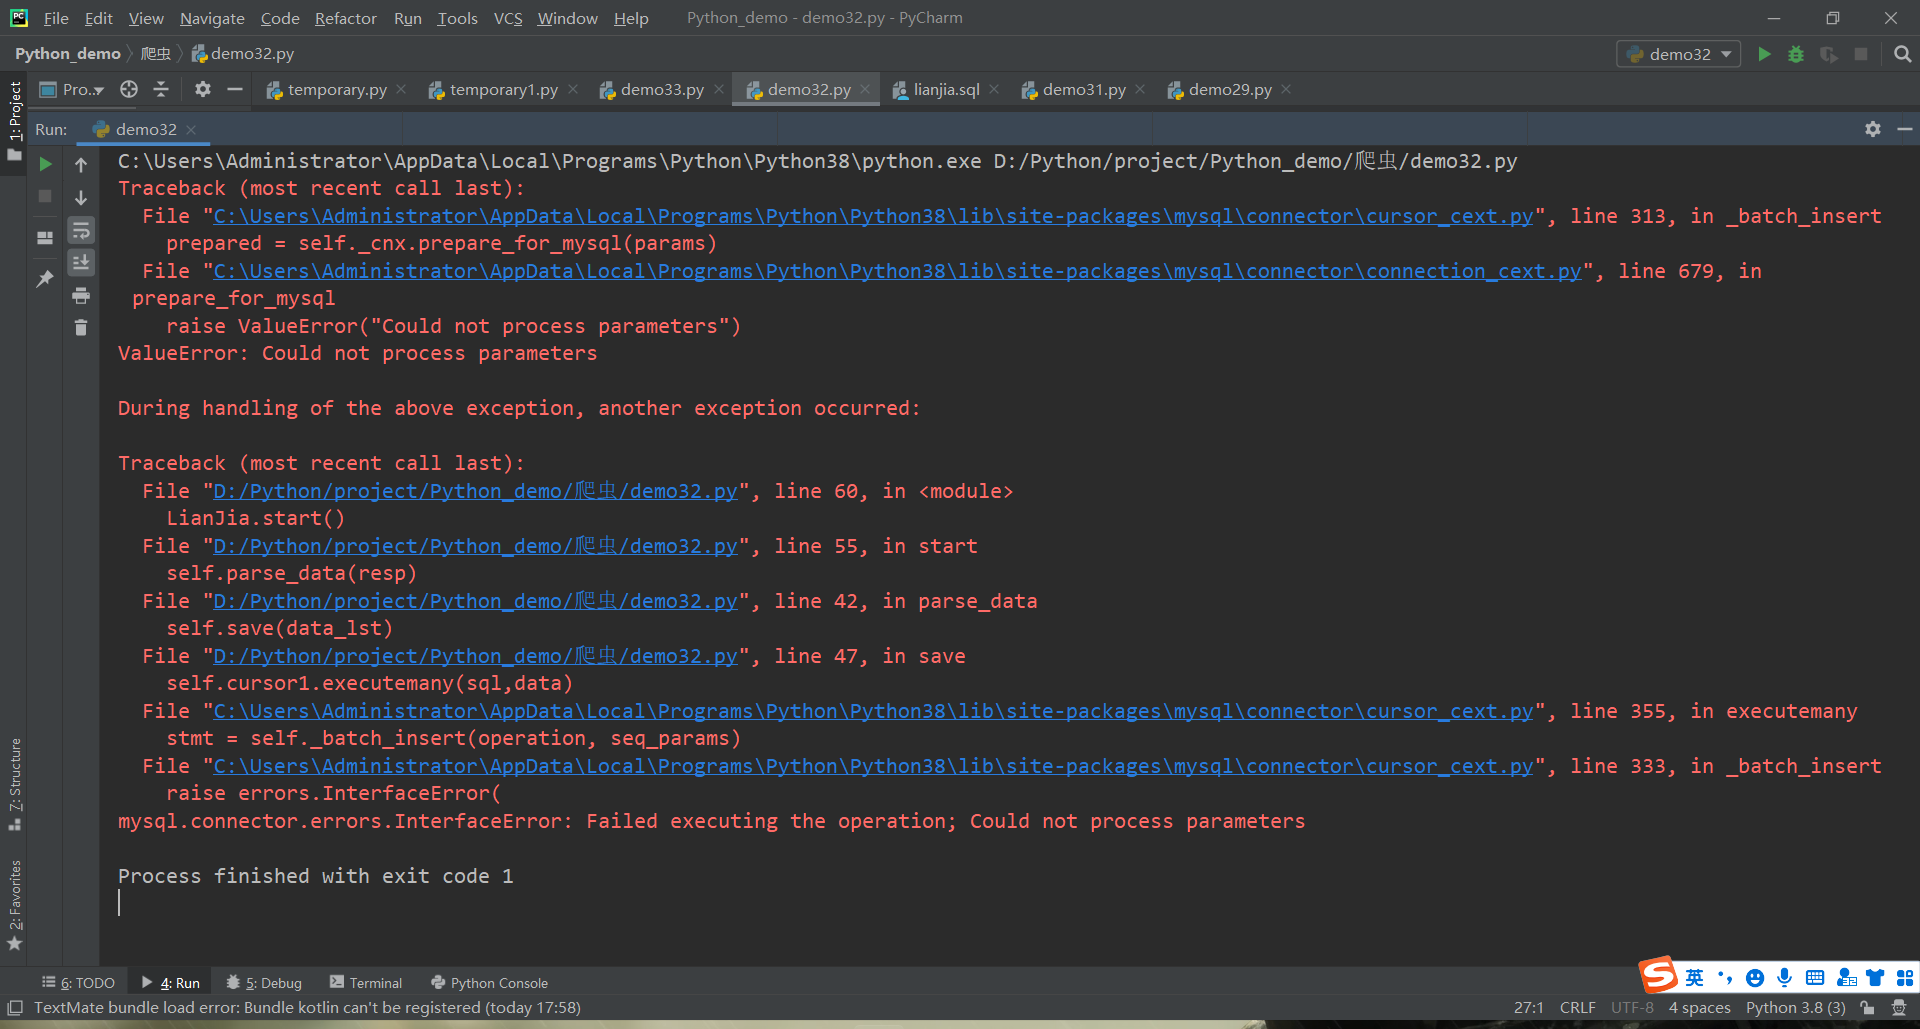 File Edit View Navigate Code Refactor Run Tools VCS Window Help Python_demo - demo32.py - PyCharm
Python_demo 爬虫 demo32.py demo32
1: Project
Pro.. temporary.py temporary1.py demo33.py demo32.py lianjia.sql demo31.py demo29.py
Run: demo32
C:\Users\Administrator\AppData\Local\Programs\Python\Python38\python.exe D:/Python/project/Python_demo/爬虫/demo32.py
Traceback (most recent call last):
  File "C:\Users\Administrator\AppData\Local\Programs\Python\Python38\lib\site-packages\mysql\connector\cursor_cext.py", line 313, in _batch_insert
    prepared = self._cnx.prepare_for_mysql(params)
  File "C:\Users\Administrator\AppData\Local\Programs\Python\Python38\lib\site-packages\mysql\connector\connection_cext.py", line 679, in
 prepare_for_mysql
    raise ValueError("Could not process parameters")
ValueError: Could not process parameters
During handling of the above exception, another exception occurred:
Traceback (most recent call last):
  File "D:/Python/project/Python_demo/爬虫/demo32.py", line 60, in <module>
    LianJia.start()
  File "D:/Python/project/Python_demo/爬虫/demo32.py", line 55, in start
    self.parse_data(resp)
  File "D:/Python/project/Python_demo/爬虫/demo32.py", line 42, in parse_data
    self.save(data_lst)
  File "D:/Python/project/Python_demo/爬虫/demo32.py", line 47, in save
    self.cursor1.executemany(sql,data)
  File "C:\Users\Administrator\AppData\Local\Programs\Python\Python38\lib\site-packages\mysql\connector\cursor_cext.py", line 355, in executemany
    stmt = self._batch_insert(operation, seq_params)
  File "C:\Users\Administrator\AppData\Local\Programs\Python\Python38\lib\site-packages\mysql\connector\cursor_cext.py", line 333, in _batch_insert
    raise errors.InterfaceError(
mysql.connector.errors.InterfaceError: Failed executing the operation; Could not process parameters
Process finished with exit code 1
7: Structure
2: Favorites
6: TODO 4: Run 5: Debug Terminal Python Console
英
TextMate bundle load error: Bundle kotlin can't be registered (today 17:58) 27:1 CRLF UTF-8 4 spaces Python 3.8 (3)